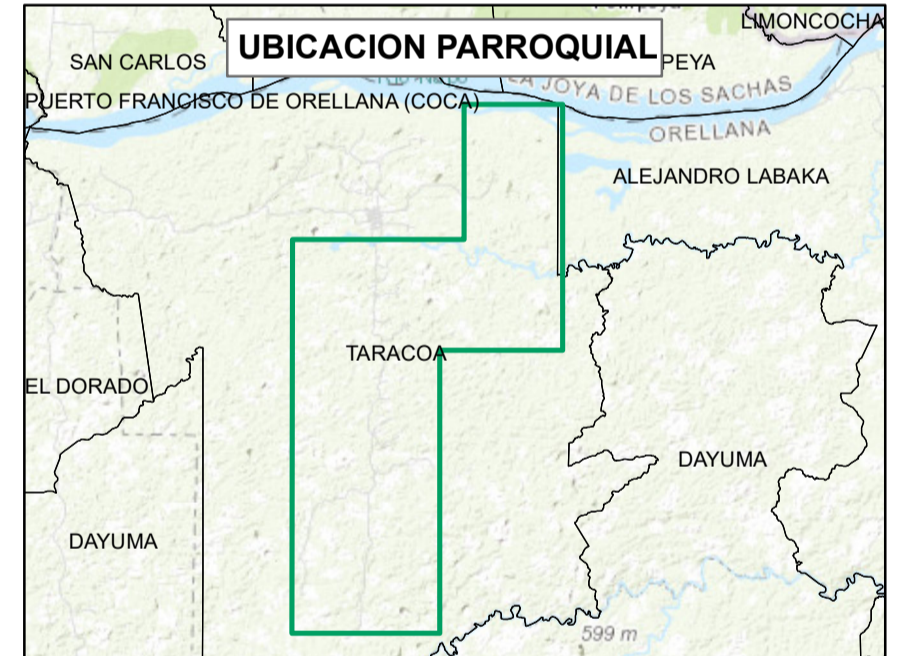 LIMONCOCHA
UBICACION PARROQUIAL
SAN CARLOS
PEYA
LA JOYA DE LOS SACHAS
PUERTO FRANCISCO DE ORELLANA (COCA)
ORELLANA
ALEJANDRO LABAKA
TARACOA
EL DORADO
DAYUMA
DAYUMA
599 m